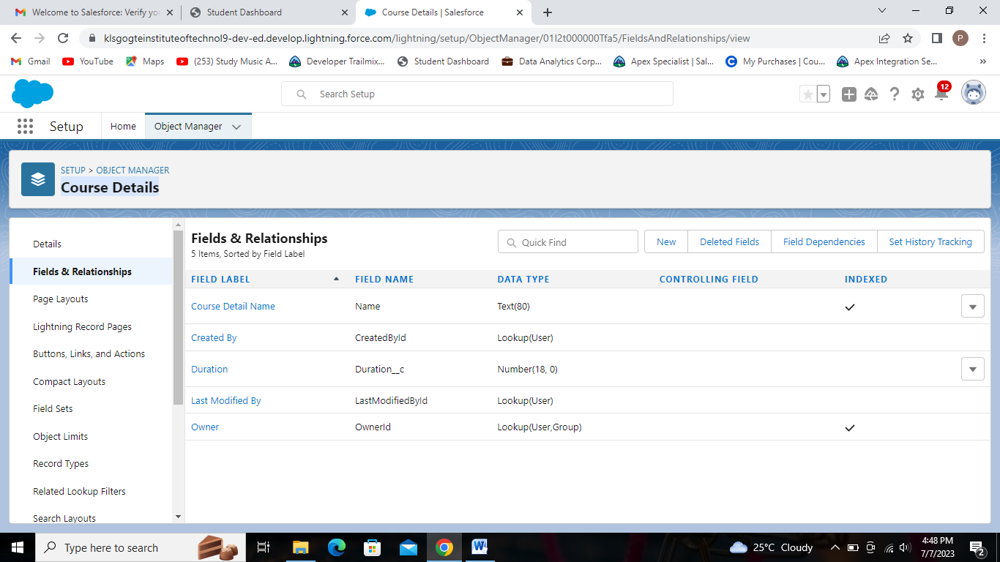 Welcome to Salesforce: Verify you
Student Dashboard
Course Details | Salesforce
klsgogteinstituteoftechnol9-dev-ed.develop.lightning.force.com/lightning/setup/ObjectManager/01I2t000000Tfa5/FieldsAndRelationships/view
P
Gmail
YouTube
Maps
(253) Study Music A...
Developer Trailmix...
Student Dashboard
Data Analytics Corp...
Apex Specialist | Sal...
My Purchases | Cou...
Apex Integration Se...
»
Search Setup
12
Setup
Home
Object Manager
SETUP > OBJECT MANAGER
Course Details
Details
Fields & Relationships
Page Layouts
Lightning Record Pages
Buttons, Links, and Actions
Compact Layouts
Field Sets
Object Limits
Record Types
Related Lookup Filters
Search Layouts
Fields & Relationships
5 Items, Sorted by Field Label
Quick Find
New
Deleted Fields
Field Dependencies
Set History Tracking
FIELD LABEL FIELD NAME DATA TYPE CONTROLLING FIELD INDEXED
Course Detail Name Name Text(80)
Created By CreatedById Lookup(User)
Duration Duration__c Number(18, 0)
Last Modified By LastModifiedById Lookup(User)
Owner OwnerId Lookup(User,Group)
Type here to search
25°C Cloudy
4:48 PM
7/7/2023
2